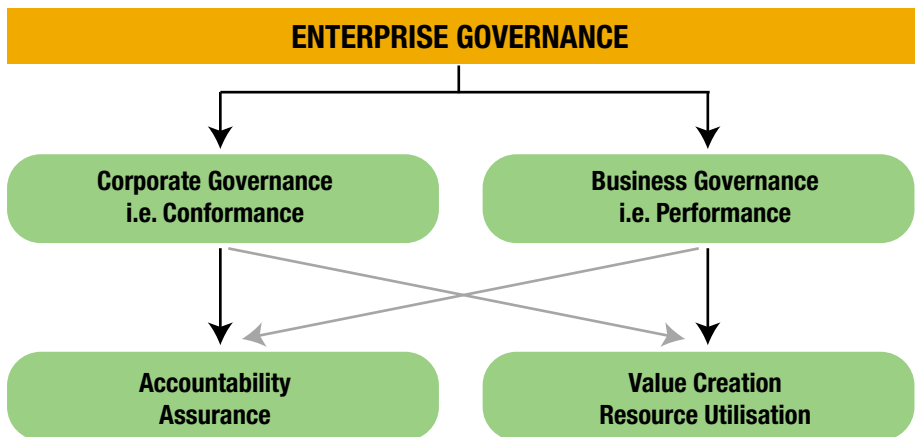 ENTERPRISE GOVERNANCE
Corporate Governance
i.e. Conformance
Business Governance
i.e. Performance
Accountability
Assurance
Value Creation
Resource Utilisation